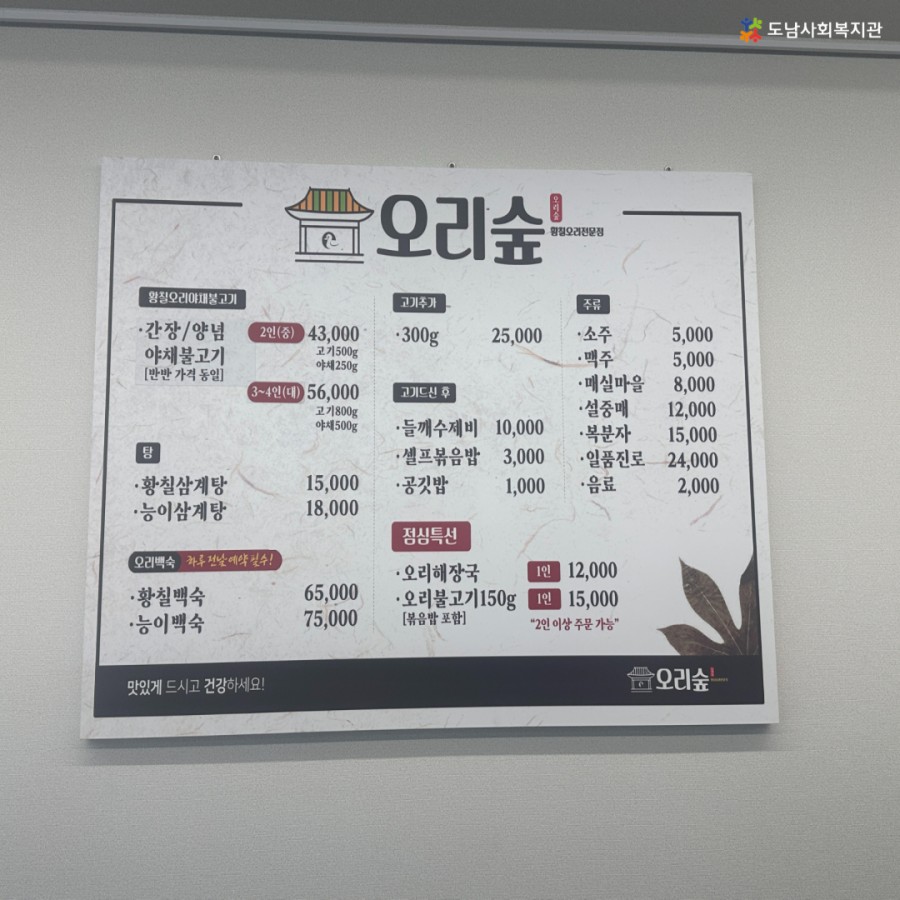 도남사회복지관
오리숲
오리숲
황칠오리전문점
황칠오리야채불고기
·간장/양념 2인(중) 43,000
야채불고기 고기500g
[반반 가격 동일] 야채250g
3~4인(대) 56,000
고기800g
야채500g
탕
·황칠삼계탕 15,000
·능이삼계탕 18,000
오리백숙 하루 전날 예약 필수!
·황칠백숙 65,000
·능이백숙 75,000
고기추가
·300g 25,000
고기드신 후
·들깨수제비 10,000
·셀프볶음밥 3,000
·공깃밥 1,000
점심특선
·오리해장국 1인 12,000
·오리불고기150g 1인 15,000
[볶음밥 포함] "2인 이상 주문 가능"
주류
·소주 5,000
·맥주 5,000
·매실마을 8,000
·설중매 12,000
·복분자 15,000
·일품진로 24,000
·음료 2,000
맛있게 드시고 건강하세요!
오리숲